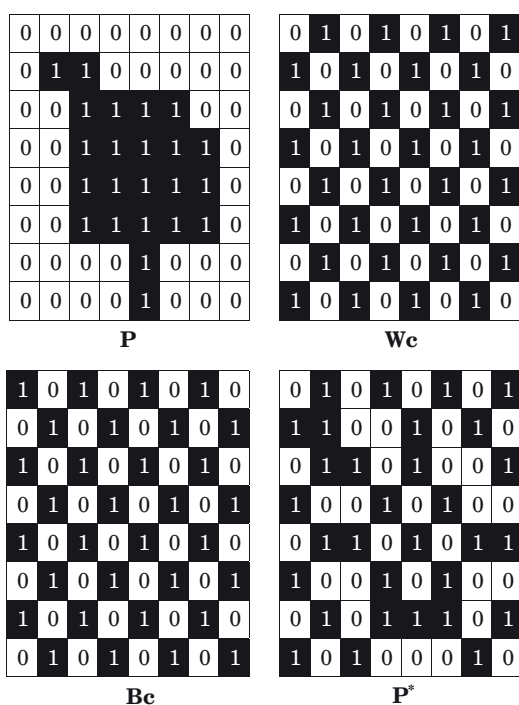 0 0 0 0 0 0 0 0
0 1 1 0 0 0 0 0
0 0 1 1 1 1 0 0
0 0 1 1 1 1 1 0
0 0 1 1 1 1 1 0
0 0 1 1 1 1 1 0
0 0 0 0 1 0 0 0
0 0 0 0 1 0 0 0
P
0 1 0 1 0 1 0 1
1 0 1 0 1 0 1 0
0 1 0 1 0 1 0 1
1 0 1 0 1 0 1 0
0 1 0 1 0 1 0 1
1 0 1 0 1 0 1 0
0 1 0 1 0 1 0 1
1 0 1 0 1 0 1 0
Wc
1 0 1 0 1 0 1 0
0 1 0 1 0 1 0 1
1 0 1 0 1 0 1 0
0 1 0 1 0 1 0 1
1 0 1 0 1 0 1 0
0 1 0 1 0 1 0 1
1 0 1 0 1 0 1 0
0 1 0 1 0 1 0 1
Bc
0 1 0 1 0 1 0 1
1 1 0 0 1 0 1 0
0 1 1 0 1 0 0 1
1 0 0 1 0 1 0 0
0 1 1 0 1 0 1 1
1 0 0 1 0 1 0 0
0 1 0 1 1 1 0 1
1 0 1 0 0 0 1 0
P*